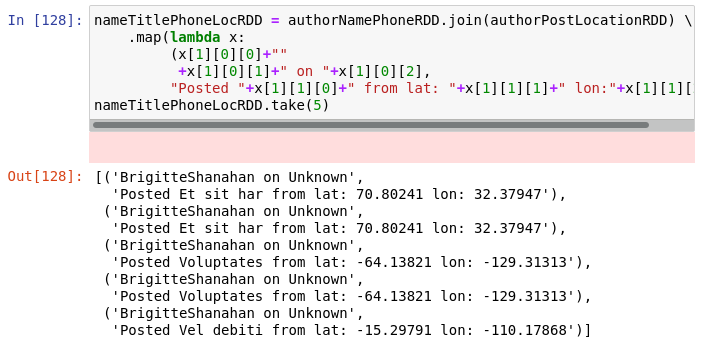 In [128]: nameTitlePhoneLocRDD = authorNamePhoneRDD.join(authorPostLocationRDD) \
.map(lambda x:
(x[1][0][0]+""
+x[1][0][1]+" on "+x[1][0][2],
"Posted "+x[1][1][0]+" from lat: "+x[1][1][1]+" lon:"+x[1][1][
nameTitlePhoneLocRDD.take(5)
Out[128]: [('BrigitteShanahan on Unknown',
'Posted Et sit har from lat: 70.80241 lon: 32.37947'),
('BrigitteShanahan on Unknown',
'Posted Et sit har from lat: 70.80241 lon: 32.37947'),
('BrigitteShanahan on Unknown',
'Posted Voluptates from lat: -64.13821 lon: -129.31313'),
('BrigitteShanahan on Unknown',
'Posted Voluptates from lat: -64.13821 lon: -129.31313'),
('BrigitteShanahan on Unknown',
'Posted Vel debiti from lat: -15.29791 lon: -110.17868')]